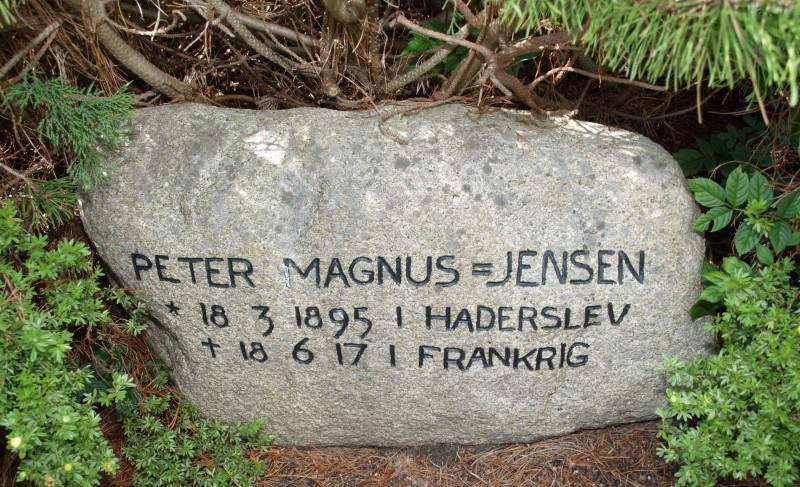 PETER MAGNUS=JENSEN
* 18 3 1895 I HADERSLEV
† 18 6 17 I FRANKRIG